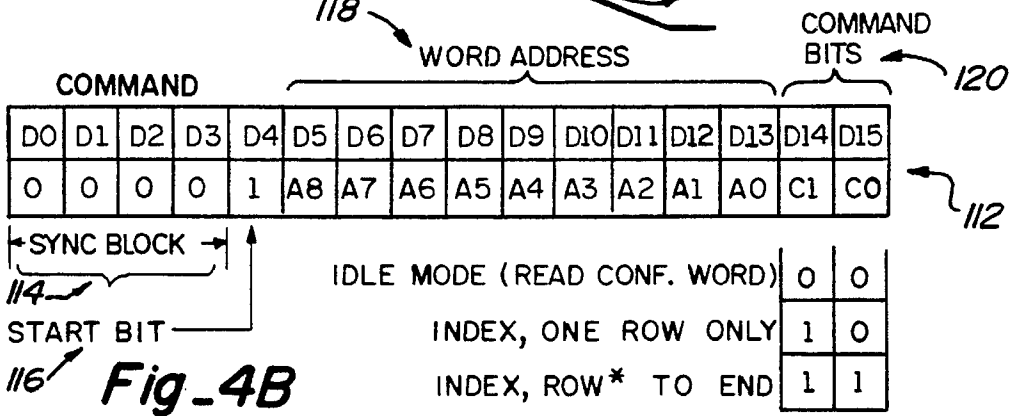 118
WORD ADDRESS
COMMAND
BITS
120
COMMAND
D0 D1 D2 D3 D4 D5 D6 D7 D8 D9 D10 D11 D12 D13 D14 D15
0 0 0 0 1 A8 A7 A6 A5 A4 A3 A2 A1 A0 C1 C0
112
SYNC BLOCK
114
START BIT
116
IDLE MODE (READ CONF. WORD) 0 0
INDEX, ONE ROW ONLY 1 0
INDEX, ROW* TO END 1 1
Fig_4B